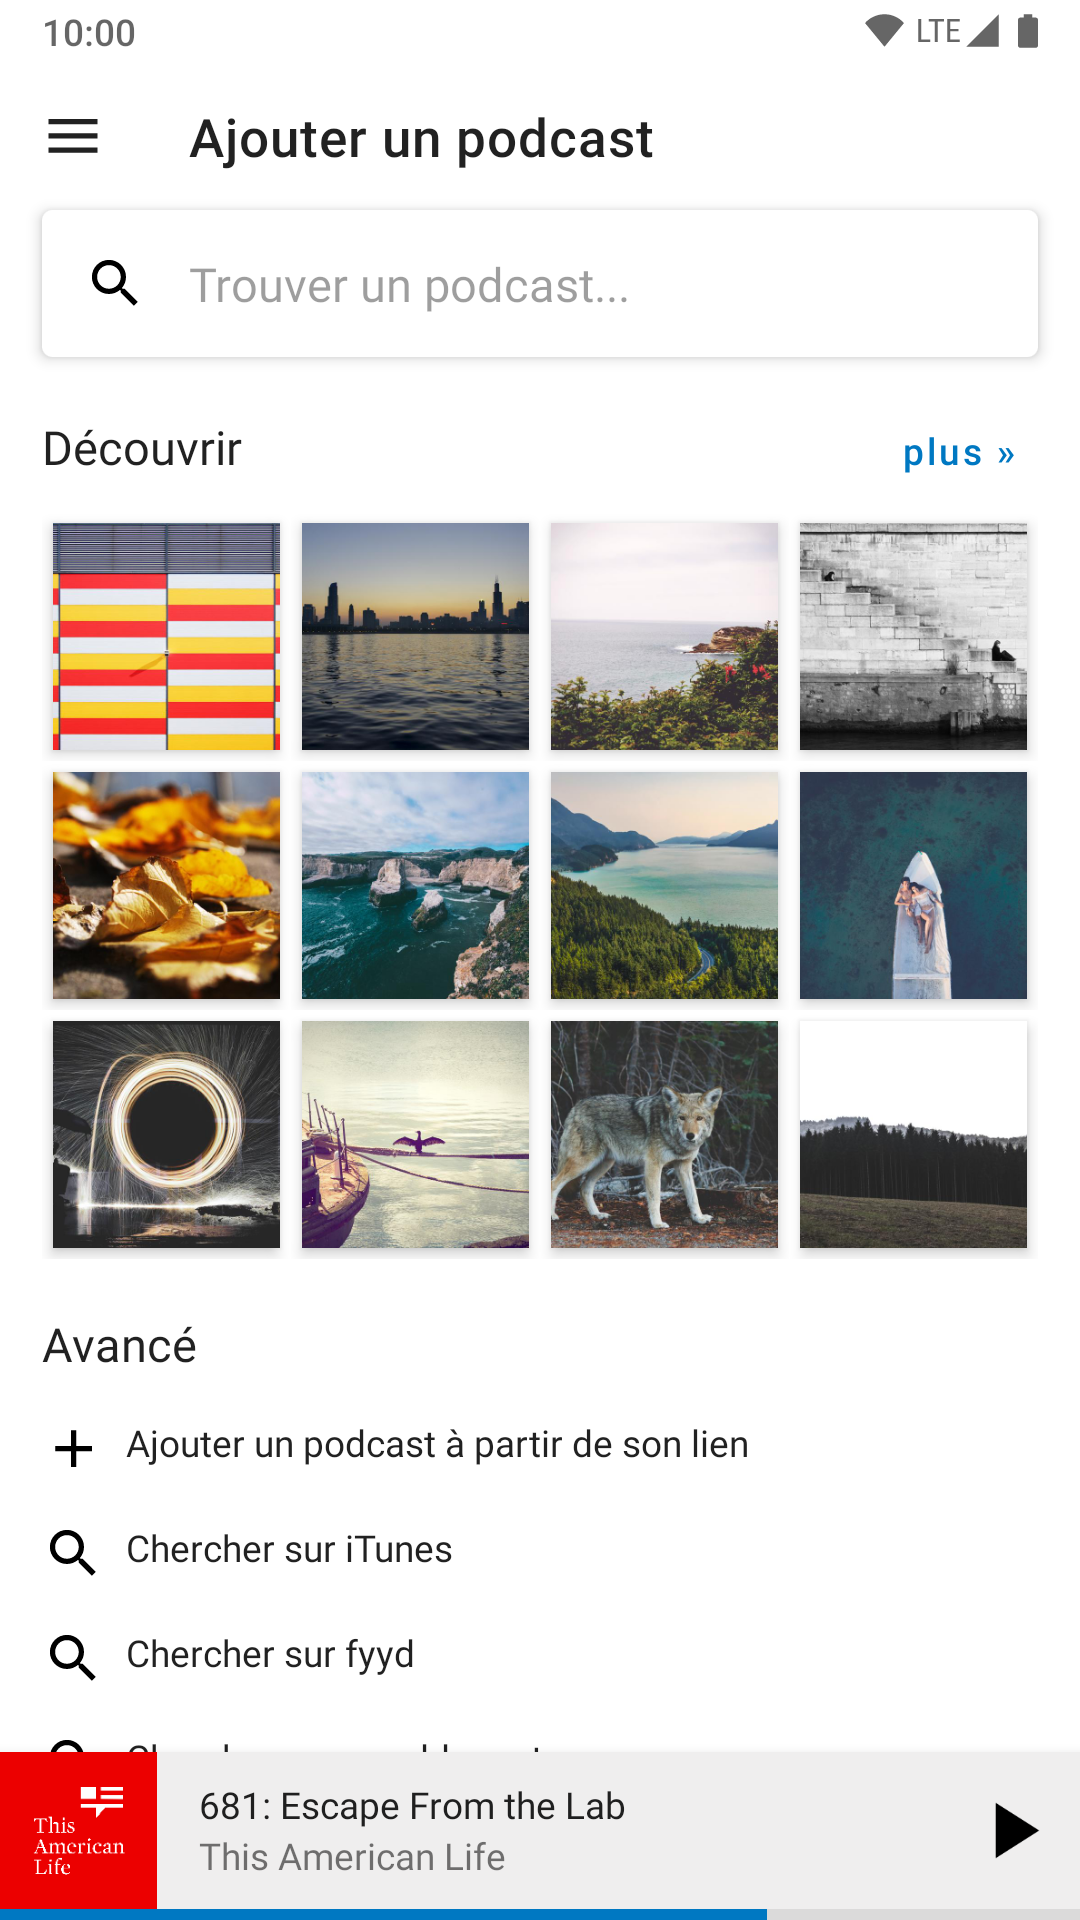 10:00
LTE
Ajouter un podcast
Trouver un podcast...
Découvrir
plus »
Avancé
Ajouter un podcast à partir de son lien
Chercher sur iTunes
Chercher sur fyyd
This
American
Life
681: Escape From the Lab
This American Life